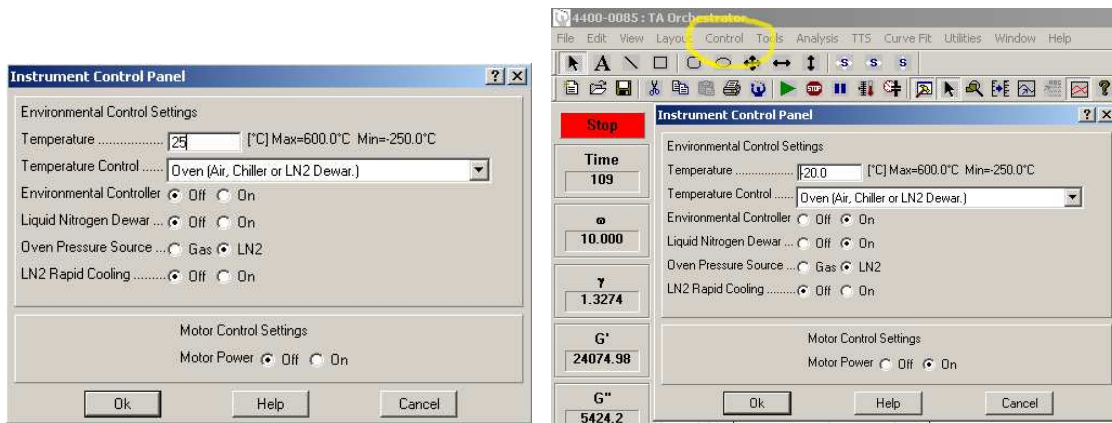 Instrument Control Panel
Environmental Control Settings
Temperature ................. 25 [°C] Max=600.0°C Min=-250.0°C
Temperature Control ...... Oven (Air, Chiller or LN2 Dewar.)
Environmental Controller Off On
Liquid Nitrogen Dewar ... Off On
Oven Pressure Source ... Gas LN2
LN2 Rapid Cooling ......... Off On
Motor Control Settings
Motor Power Off On
Ok Help Cancel
4400-0085 : TA Orchestrator
File Edit View Layout Control Tools Analysis TTS Curve Fit Utilities Window Help
A S S S
STOP
Stop
Time
109
ω
10.000
γ
1.3274
G'
24074.98
G"
5424.2
Instrument Control Panel
Environmental Control Settings
Temperature ................. -20.0 [°C] Max=600.0°C Min=-250.0°C
Temperature Control ...... Oven (Air, Chiller or LN2 Dewar.)
Environmental Controller Off On
Liquid Nitrogen Dewar ... Off On
Oven Pressure Source ... Gas LN2
LN2 Rapid Cooling ......... Off On
Motor Control Settings
Motor Power Off On
Ok Help Cancel